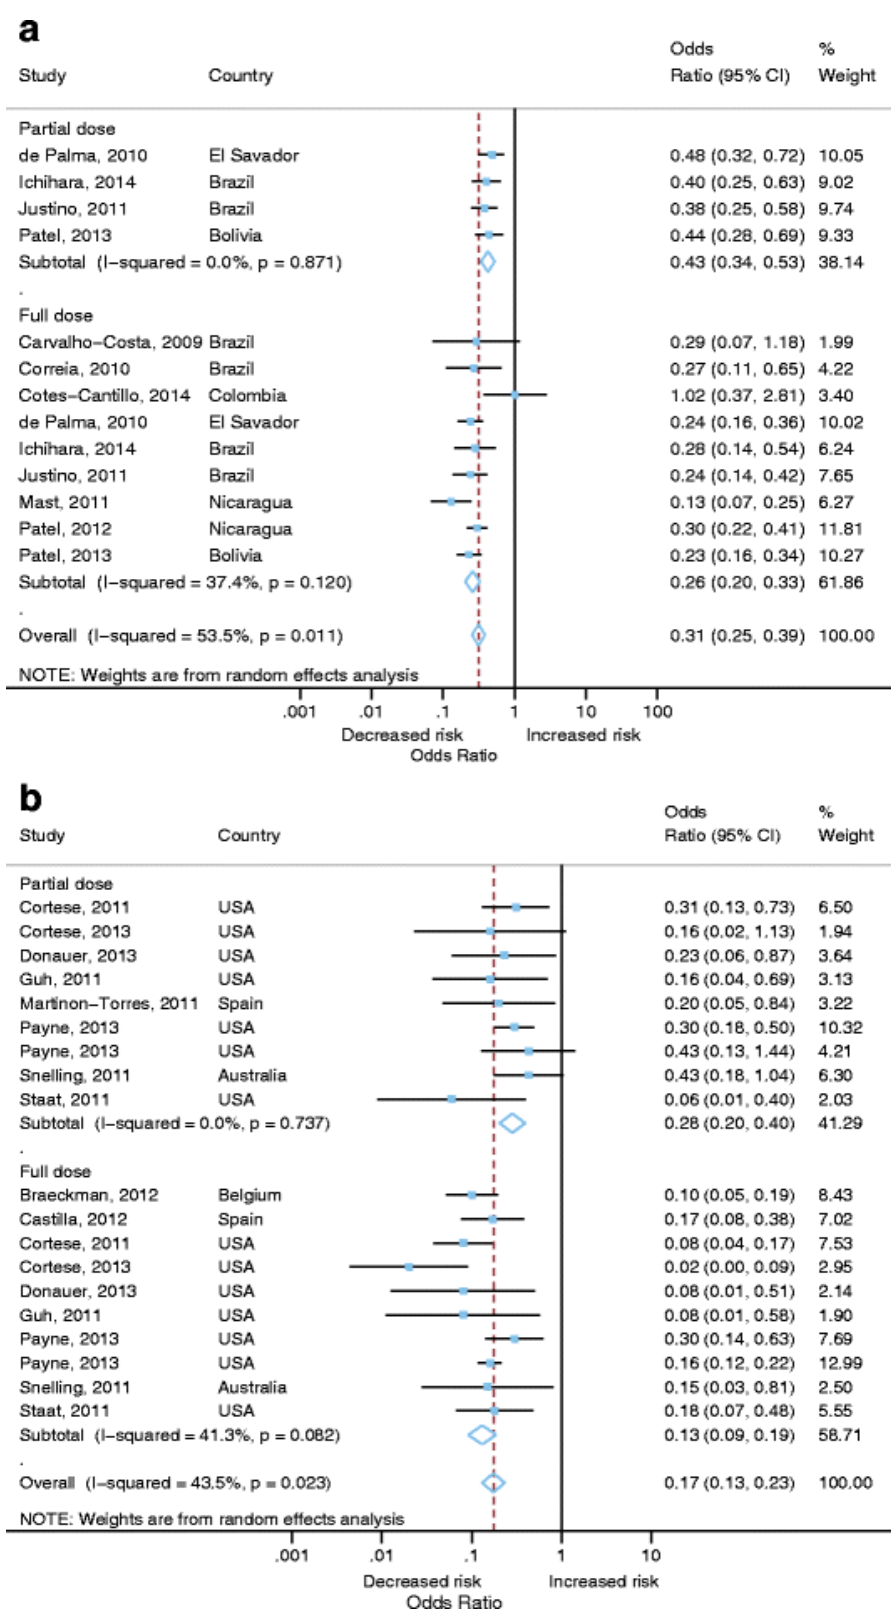 a
Odds %
Study Country Ratio (95% CI) Weight
Partial dose
de Palma, 2010 El Savador 0.48 (0.32, 0.72) 10.05
Ichihara, 2014 Brazil 0.40 (0.25, 0.63) 9.02
Justino, 2011 Brazil 0.38 (0.25, 0.58) 9.74
Patel, 2013 Bolivia 0.44 (0.28, 0.69) 9.33
Subtotal (I−squared = 0.0%, p = 0.871) 0.43 (0.34, 0.53) 38.14
.
Full dose
Carvalho−Costa, 2009 Brazil 0.29 (0.07, 1.18) 1.99
Correia, 2010 Brazil 0.27 (0.11, 0.65) 4.22
Cotes−Cantillo, 2014 Colombia 1.02 (0.37, 2.81) 3.40
de Palma, 2010 El Savador 0.24 (0.16, 0.36) 10.02
Ichihara, 2014 Brazil 0.28 (0.14, 0.54) 6.24
Justino, 2011 Brazil 0.24 (0.14, 0.42) 7.65
Mast, 2011 Nicaragua 0.13 (0.07, 0.25) 6.27
Patel, 2012 Nicaragua 0.30 (0.22, 0.41) 11.81
Patel, 2013 Bolivia 0.23 (0.16, 0.34) 10.27
Subtotal (I−squared = 37.4%, p = 0.120) 0.26 (0.20, 0.33) 61.86
.
Overall (I−squared = 53.5%, p = 0.011) 0.31 (0.25, 0.39) 100.00
NOTE: Weights are from random effects analysis
.001 .01 .1 1 10 100
Decreased risk Increased risk
Odds Ratio
b
Odds %
Study Country Ratio (95% CI) Weight
Partial dose
Cortese, 2011 USA 0.31 (0.13, 0.73) 6.50
Cortese, 2013 USA 0.16 (0.02, 1.13) 1.94
Donauer, 2013 USA 0.23 (0.06, 0.87) 3.64
Guh, 2011 USA 0.16 (0.04, 0.69) 3.13
Martinon−Torres, 2011 Spain 0.20 (0.05, 0.84) 3.22
Payne, 2013 USA 0.30 (0.18, 0.50) 10.32
Payne, 2013 USA 0.43 (0.13, 1.44) 4.21
Snelling, 2011 Australia 0.43 (0.18, 1.04) 6.30
Staat, 2011 USA 0.06 (0.01, 0.40) 2.03
Subtotal (I−squared = 0.0%, p = 0.737) 0.28 (0.20, 0.40) 41.29
.
Full dose
Braeckman, 2012 Belgium 0.10 (0.05, 0.19) 8.43
Castilla, 2012 Spain 0.17 (0.08, 0.38) 7.02
Cortese, 2011 USA 0.08 (0.04, 0.17) 7.53
Cortese, 2013 USA 0.02 (0.00, 0.09) 2.95
Donauer, 2013 USA 0.08 (0.01, 0.51) 2.14
Guh, 2011 USA 0.08 (0.01, 0.58) 1.90
Payne, 2013 USA 0.30 (0.14, 0.63) 7.69
Payne, 2013 USA 0.16 (0.12, 0.22) 12.99
Snelling, 2011 Australia 0.15 (0.03, 0.81) 2.50
Staat, 2011 USA 0.18 (0.07, 0.48) 5.55
Subtotal (I−squared = 41.3%, p = 0.082) 0.13 (0.09, 0.19) 58.71
.
Overall (I−squared = 43.5%, p = 0.023) 0.17 (0.13, 0.23) 100.00
NOTE: Weights are from random effects analysis
.001 .01 .1 1 10
Decreased risk Increased risk
Odds Ratio